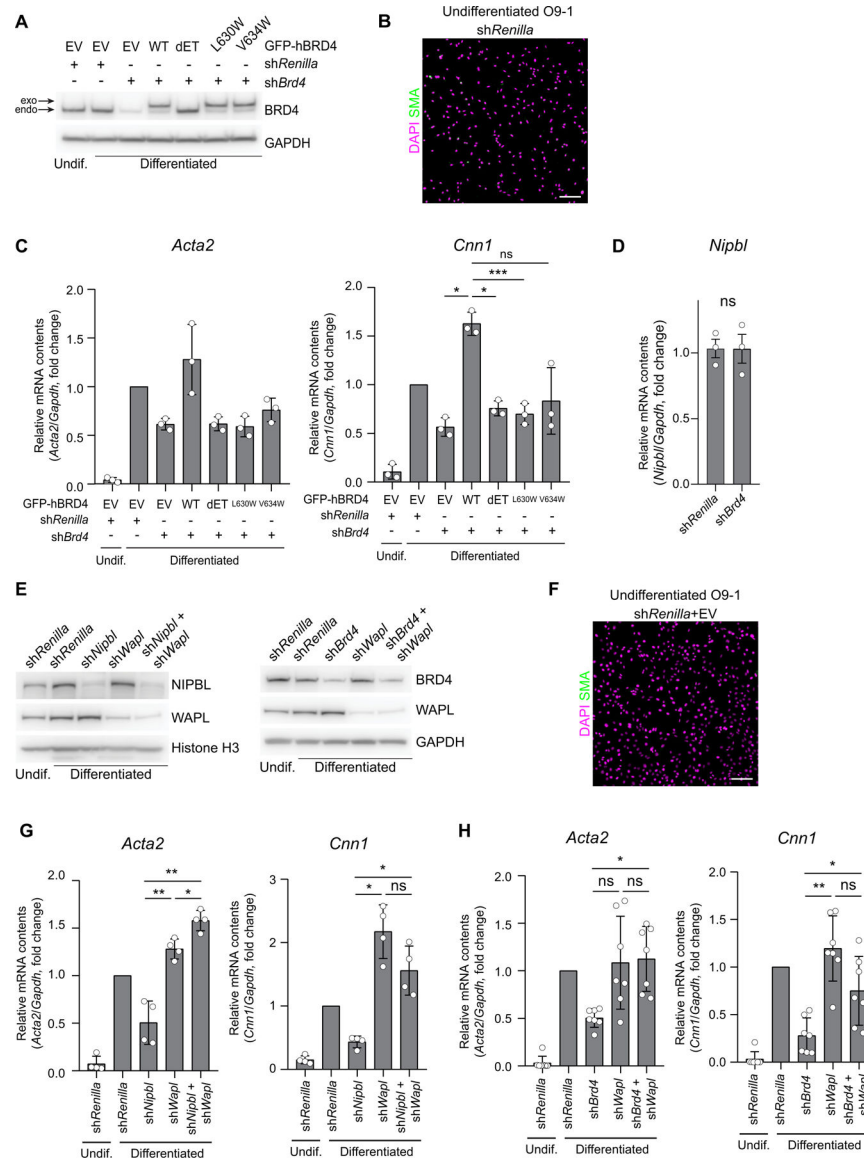 A
EV EV EV WT dET L630W V634W GFP-hBRD4
+ + shRenilla
- - + + + + + shBrd4
exo
endo
BRD4
GAPDH
Undif. Differentiated
B
Undifferentiated O9-1
shRenilla
DAPI SMA
C
Acta2
Relative mRNA contents
(Acta2/Gapdh, fold change)
2.0
1.5
1.0
0.5
0.0
GFP-hBRD4 EV EV EV WT dET L630W V634W
shRenilla + +
shBrd4 - - + + + + +
Undif. Differentiated
Cnn1
Relative mRNA contents
(Cnn1/Gapdh, fold change)
2.0
1.5
1.0
0.5
0.0
ns
***
* *
GFP-hBRD4 EV EV EV WT dET L630W V634W
shRenilla + +
shBrd4 - - + + + + +
Undif. Differentiated
D
Nipbl
Relative mRNA contents
(Nipbl/Gapdh, fold change)
1.0
0.5
0.0
ns
shRenilla
shBrd4
E
shRenilla
shRenilla
shNipbl
shWapl
shNipbl +
shWapl
NIPBL
WAPL
Histone H3
Undif. Differentiated
shRenilla
shRenilla
shBrd4
shWapl
shBrd4 +
shWapl
BRD4
WAPL
GAPDH
Undif. Differentiated
F
Undifferentiated O9-1
shRenilla+EV
DAPI SMA
G
Acta2
Relative mRNA contents
(Acta2/Gapdh, fold change)
2.0
1.5
1.0
0.5
0.0
**
** *
shRenilla
shRenilla
shNipbl
shWapl
shNipbl +
shWapl
Undif. Differentiated
Cnn1
Relative mRNA contents
(Cnn1/Gapdh, fold change)
3
2
1
0
*
* ns
shRenilla
shRenilla
shNipbl
shWapl
shNipbl +
shWapl
Undif. Differentiated
H
Acta2
Relative mRNA contents
(Acta2/Gapdh, fold change)
2.0
1.5
1.0
0.5
0.0
*
ns ns
shRenilla
shRenilla
shBrd4
shWapl
shBrd4 +
shWapl
Undif. Differentiated
Cnn1
Relative mRNA contents
(Cnn1/Gapdh, fold change)
2.0
1.5
1.0
0.5
0.0
*
** ns
shRenilla
shRenilla
shBrd4
shWapl
shBrd4 +
shWapl
Undif. Differentiated